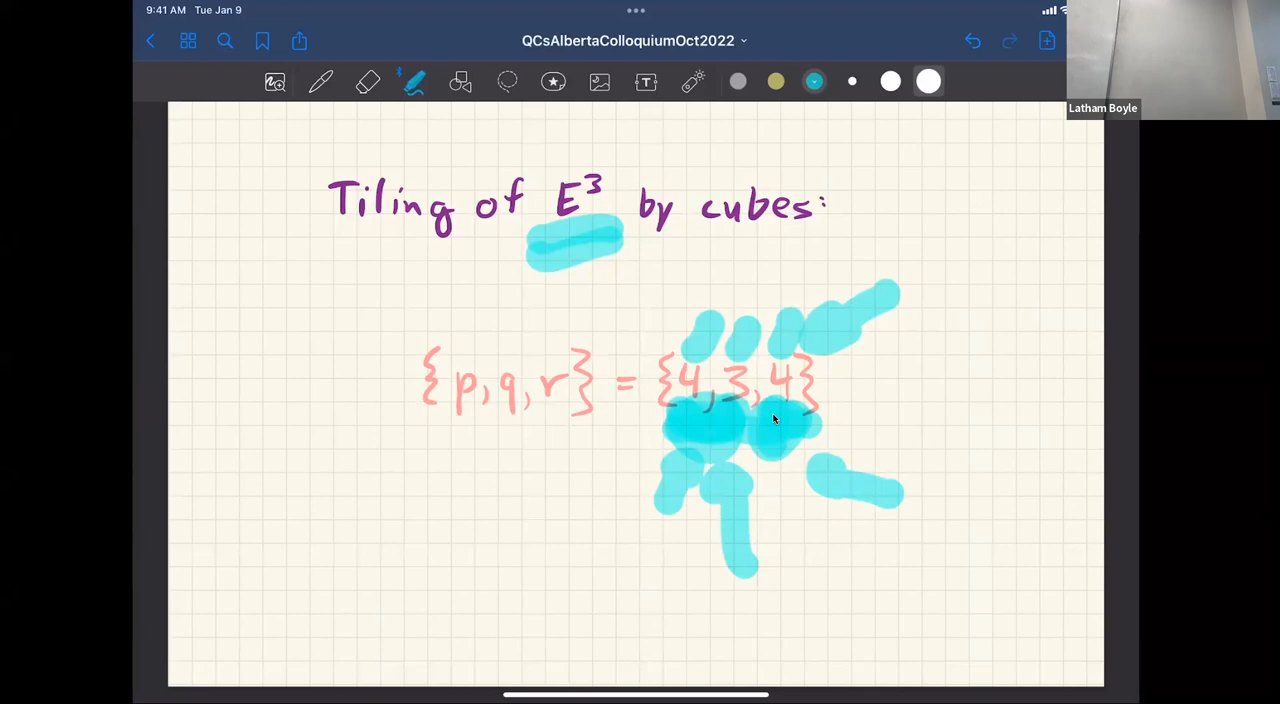 9:41 AM Tue Jan 9
QCsAlbertaColloquiumOct2022
T
Latham Boyle
Tiling of E³ by cubes:
{p,q,r} = {4,3,4}